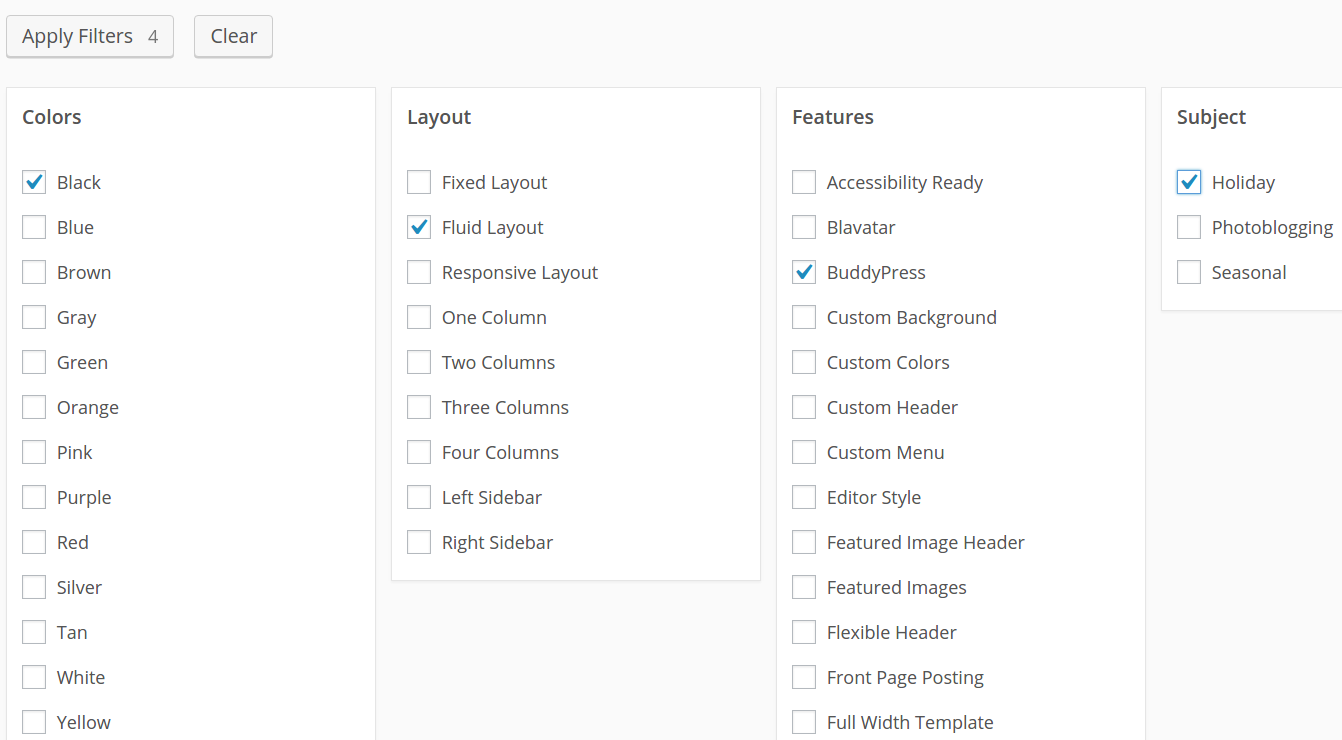 Apply Filters 4
Clear
Colors
Black
Blue
Brown
Gray
Green
Orange
Pink
Purple
Red
Silver
Tan
White
Yellow
Layout
Fixed Layout
Fluid Layout
Responsive Layout
One Column
Two Columns
Three Columns
Four Columns
Left Sidebar
Right Sidebar
Features
Accessibility Ready
Blavatar
BuddyPress
Custom Background
Custom Colors
Custom Header
Custom Menu
Editor Style
Featured Image Header
Featured Images
Flexible Header
Front Page Posting
Full Width Template
Subject
Holiday
Photoblogging
Seasonal